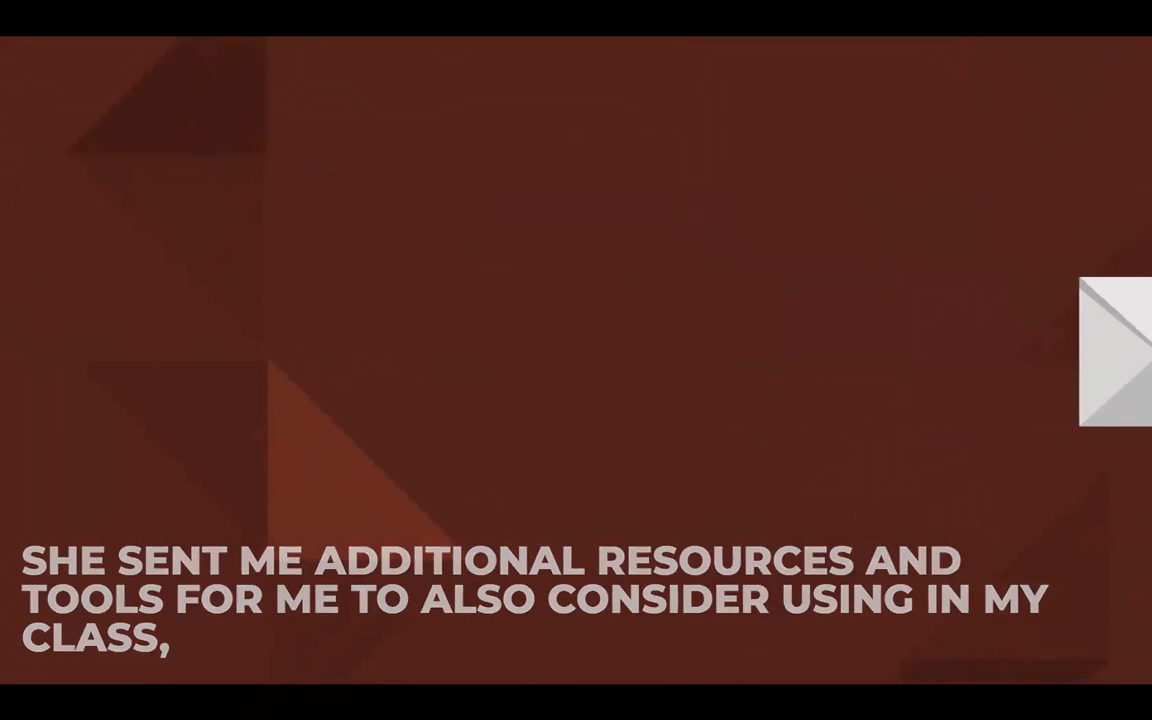 SHE SENT ME ADDITIONAL RESOURCES AND
TOOLS FOR ME TO ALSO CONSIDER USING IN MY
CLASS,